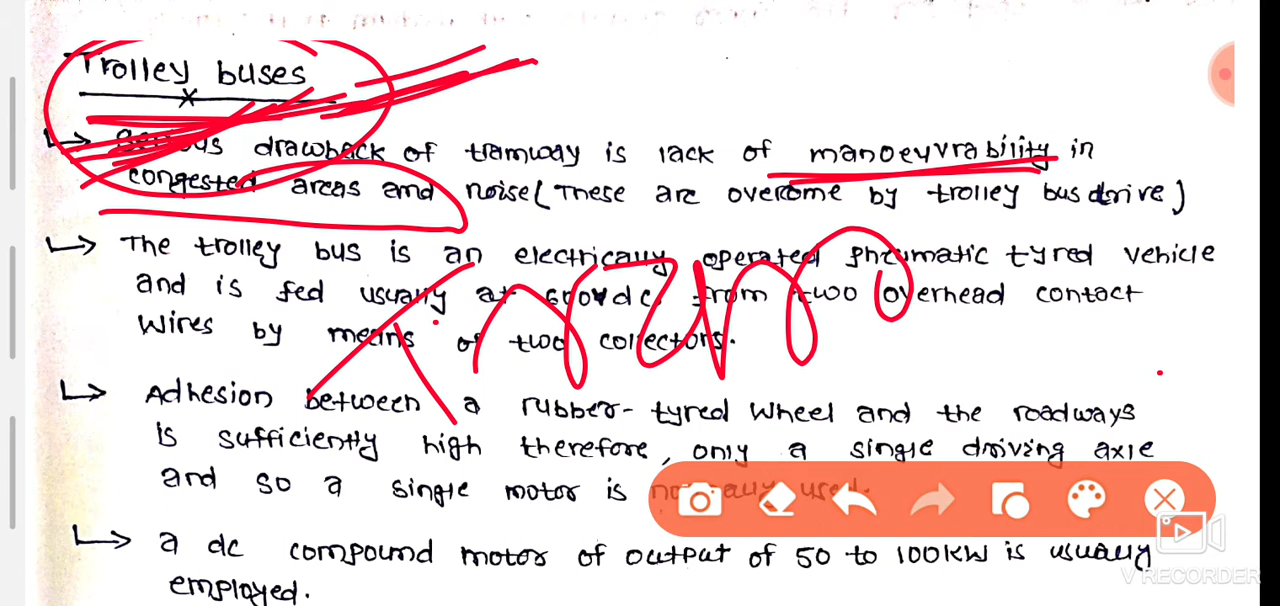 Trolley buses
↳ Serious drawback of tramway is lack of manoeuvrability in
congested areas and noise (These are overcome by trolley bus drive)
↳ The trolley bus is an electrically operated pneumatic tyred vehicle
and is fed usually at 600v dc from two overhead contact
wires by means of two collectors.
↳ Adhesion between a rubber-tyred wheel and the roadways
is sufficiently high therefore, only a single driving axle
and so a single motor is normally used.
↳ a dc compound motor of output of 50 to 100kw is usually
employed.
V RECORDER